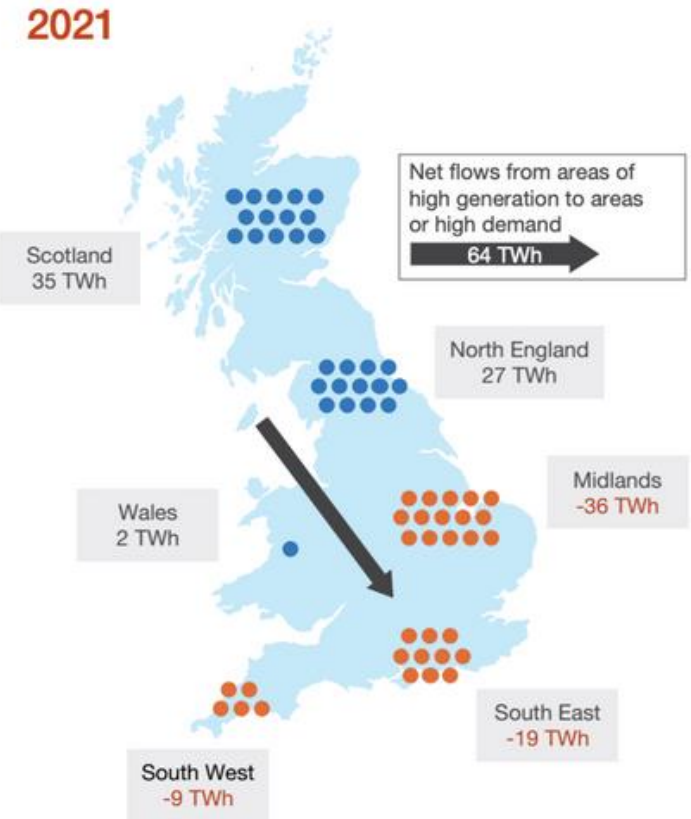 2021
Net flows from areas of
high generation to areas
or high demand
64 TWh
Scotland
35 TWh
North England
27 TWh
Midlands
-36 TWh
Wales
2 TWh
South East
-19 TWh
South West
-9 TWh